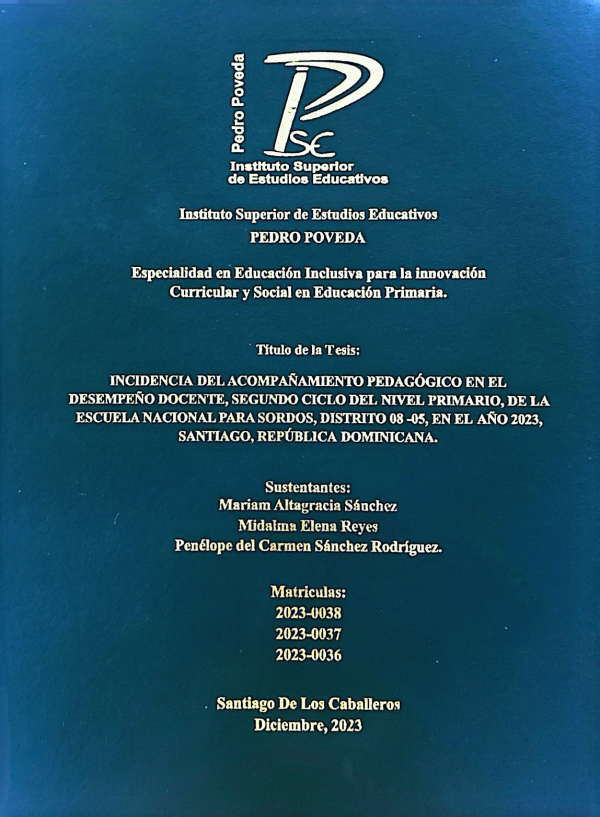 Pedro Poveda
ISE
Instituto Superior
de Estudios Educativos
Instituto Superior de Estudios Educativos
PEDRO POVEDA
Especialidad en Educación Inclusiva para la innovación
Curricular y Social en Educación Primaria.
Título de la Tesis:
INCIDENCIA DEL ACOMPAÑAMIENTO PEDAGÓGICO EN EL
DESEMPEÑO DOCENTE, SEGUNDO CICLO DEL NIVEL PRIMARIO, DE LA
ESCUELA NACIONAL PARA SORDOS, DISTRITO 08 -05, EN EL AÑO 2023,
SANTIAGO, REPÚBLICA DOMINICANA.
Sustentantes:
Mariam Altagracia Sánchez
Midalma Elena Reyes
Penélope del Carmen Sánchez Rodríguez.
Matriculas:
2023-0038
2023-0037
2023-0036
Santiago De Los Caballeros
Diciembre, 2023